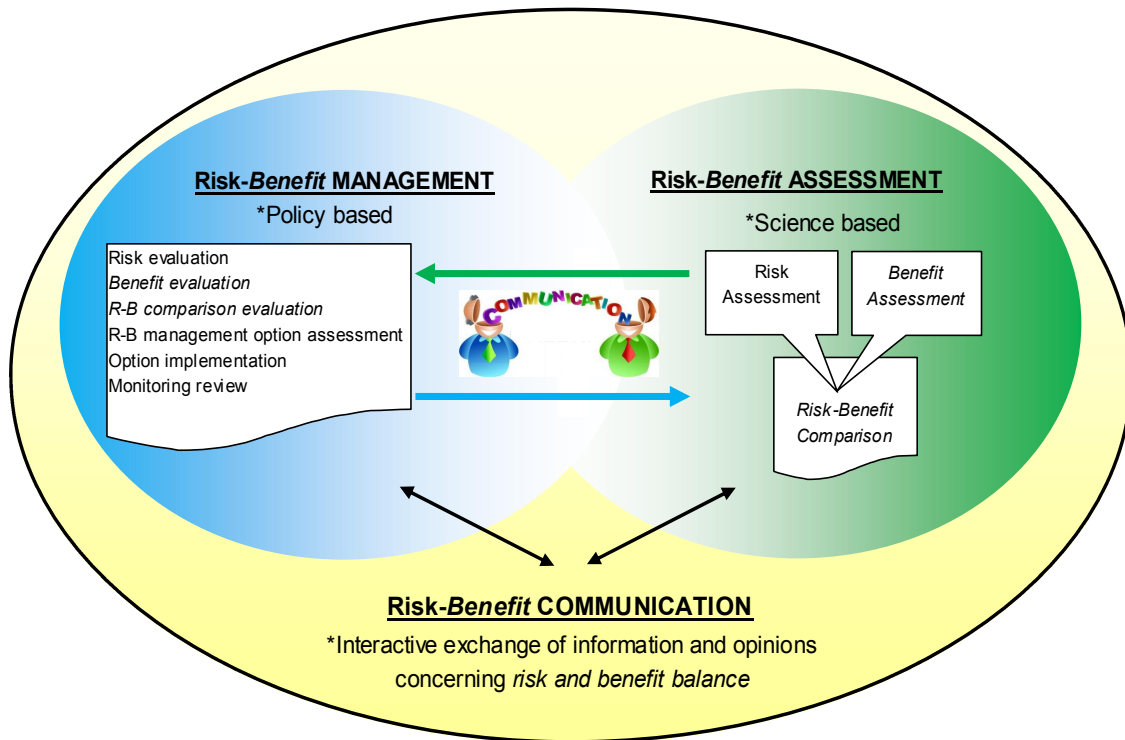 Risk-Benefit MANAGEMENT
*Policy based
Risk evaluation
Benefit evaluation
R-B comparison evaluation
R-B management option assessment
Option implementation
Monitoring review
COMMUNICATION
Risk-Benefit ASSESSMENT
*Science based
Risk
Assessment
Benefit
Assessment
Risk-Benefit
Comparison
Risk-Benefit COMMUNICATION
*Interactive exchange of information and opinions
concerning risk and benefit balance